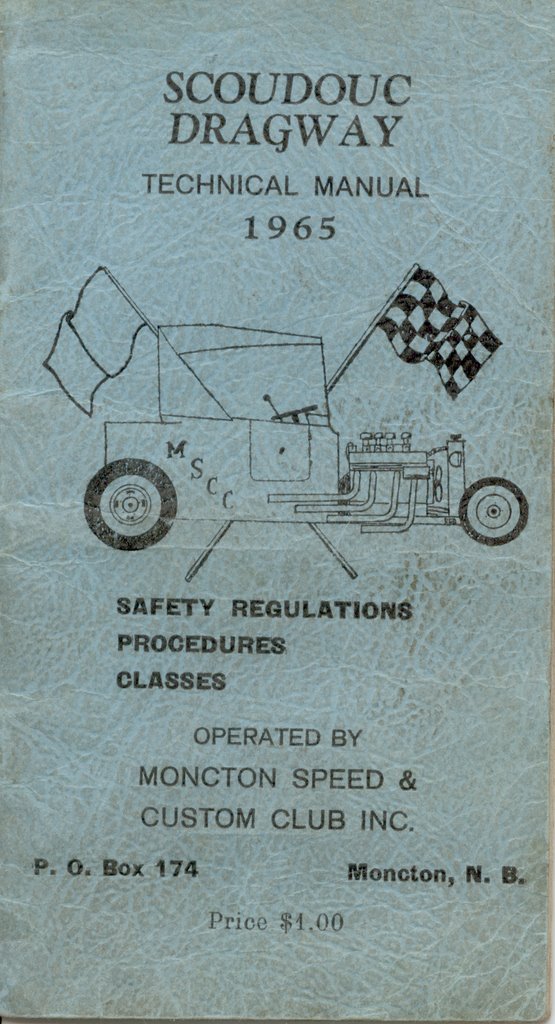 SCOUDOUC
DRAGWAY
TECHNICAL MANUAL
1965
MSCC
SAFETY REGULATIONS
PROCEDURES
CLASSES
OPERATED BY
MONCTON SPEED &
CUSTOM CLUB INC.
P. O. Box 174 Moncton, N. B.
Price $1.00